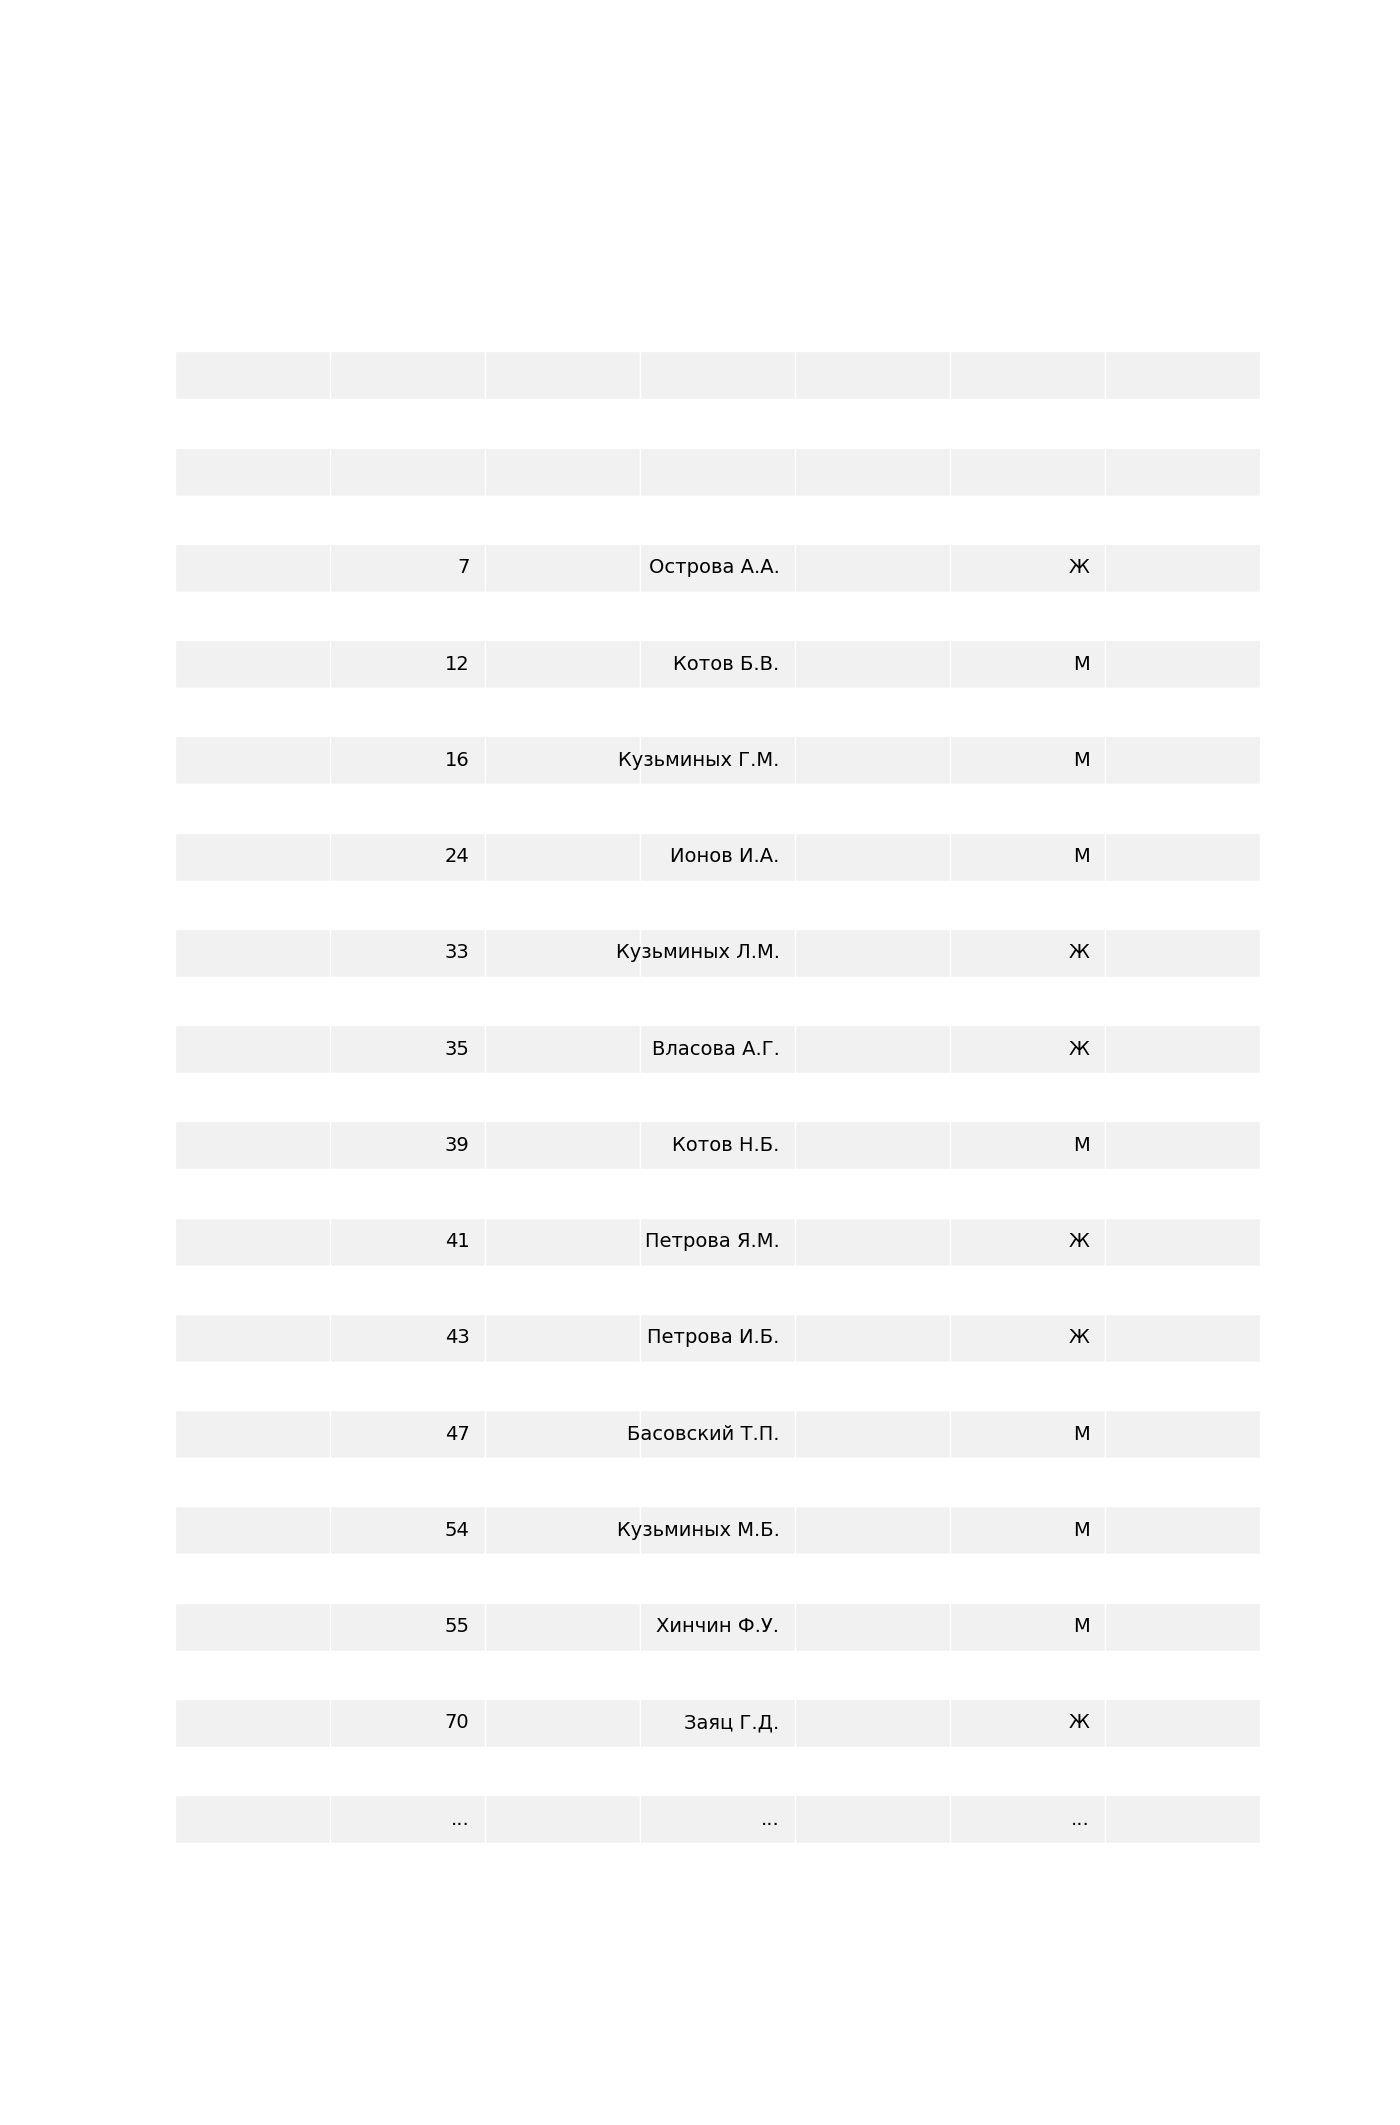 7 Острова А.А. Ж
12 Котов Б.В. М
16 Кузьминых Г.М. М
24 Ионов И.А. М
33 Кузьминых Л.М. Ж
35 Власова А.Г. Ж
39 Котов Н.Б. М
41 Петрова Я.М. Ж
43 Петрова И.Б. Ж
47 Басовский Т.П. М
54 Кузьминых М.Б. М
55 Хинчин Ф.У. М
70 Заяц Г.Д. Ж
... ... ...